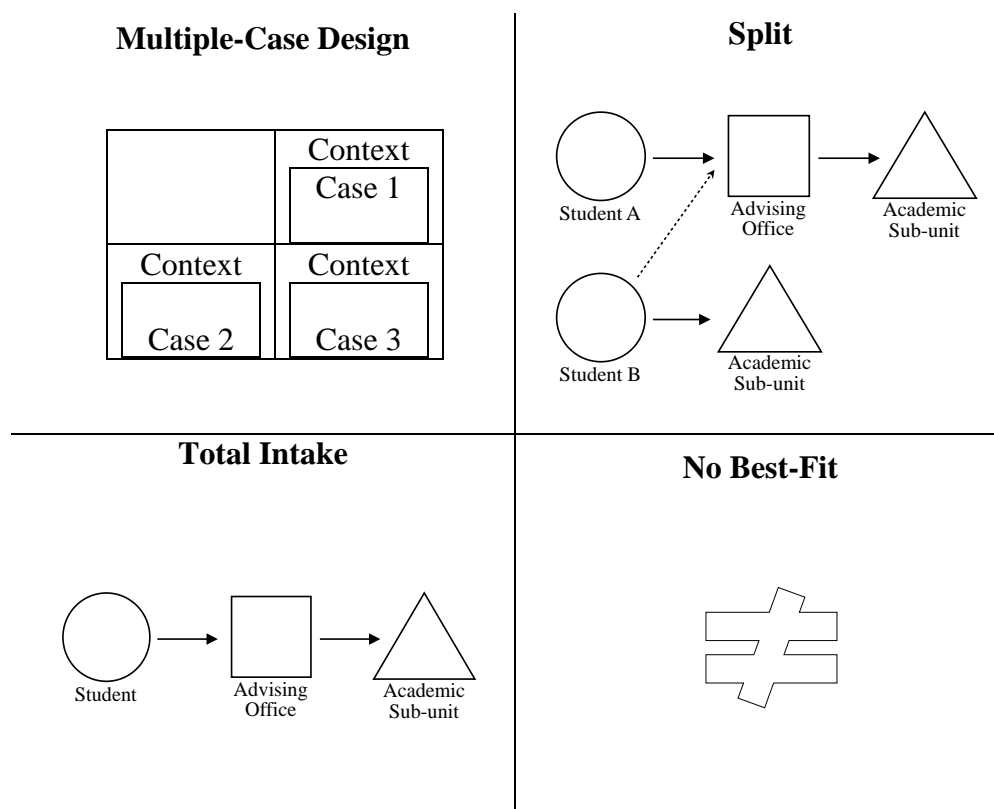 Multiple-Case Design
Context
Case 1
Context
Case 2
Context
Case 3
Split
Student A
Advising
Office
Academic
Sub-unit
Student B
Academic
Sub-unit
Total Intake
Student
Advising
Office
Academic
Sub-unit
No Best-Fit